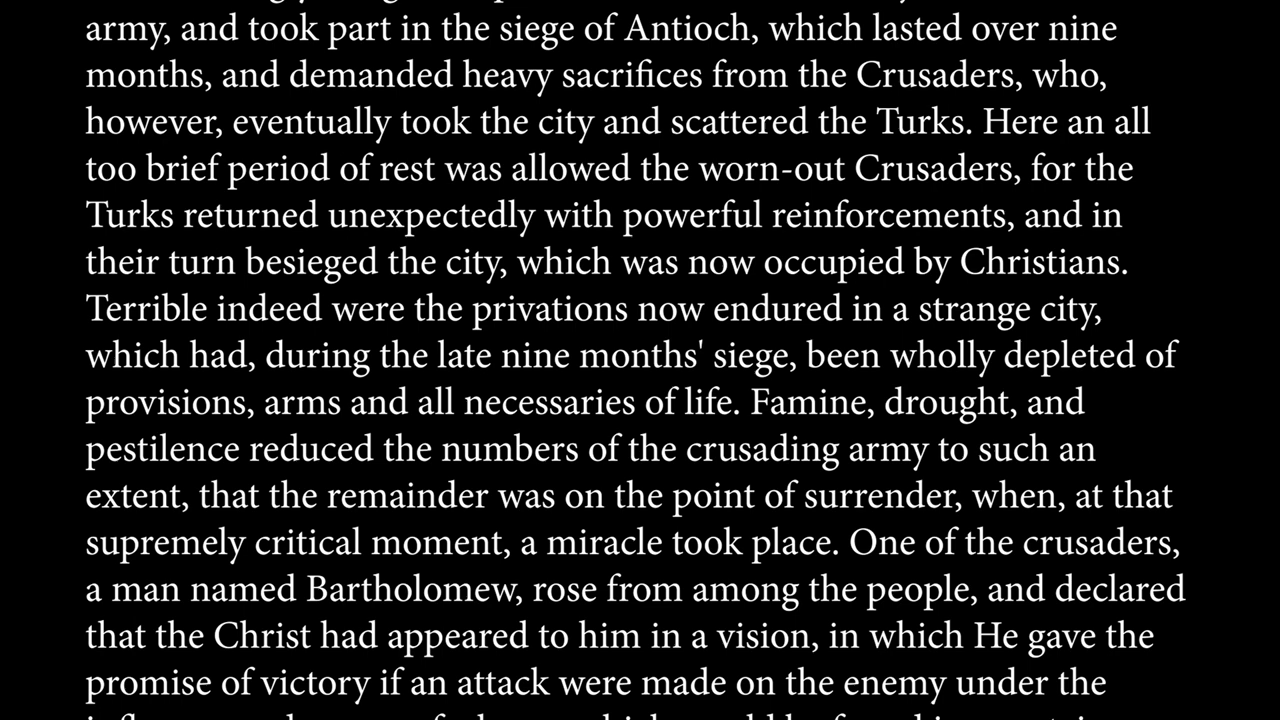 army, and took part in the siege of Antioch, which lasted over nine
months, and demanded heavy sacrifices from the Crusaders, who,
however, eventually took the city and scattered the Turks. Here an all
too brief period of rest was allowed the worn-out Crusaders, for the
Turks returned unexpectedly with powerful reinforcements, and in
their turn besieged the city, which was now occupied by Christians.
Terrible indeed were the privations now endured in a strange city,
which had, during the late nine months' siege, been wholly depleted of
provisions, arms and all necessaries of life. Famine, drought, and
pestilence reduced the numbers of the crusading army to such an
extent, that the remainder was on the point of surrender, when, at that
supremely critical moment, a miracle took place. One of the crusaders,
a man named Bartholomew, rose from among the people, and declared
that the Christ had appeared to him in a vision, in which He gave the
promise of victory if an attack were made on the enemy under the